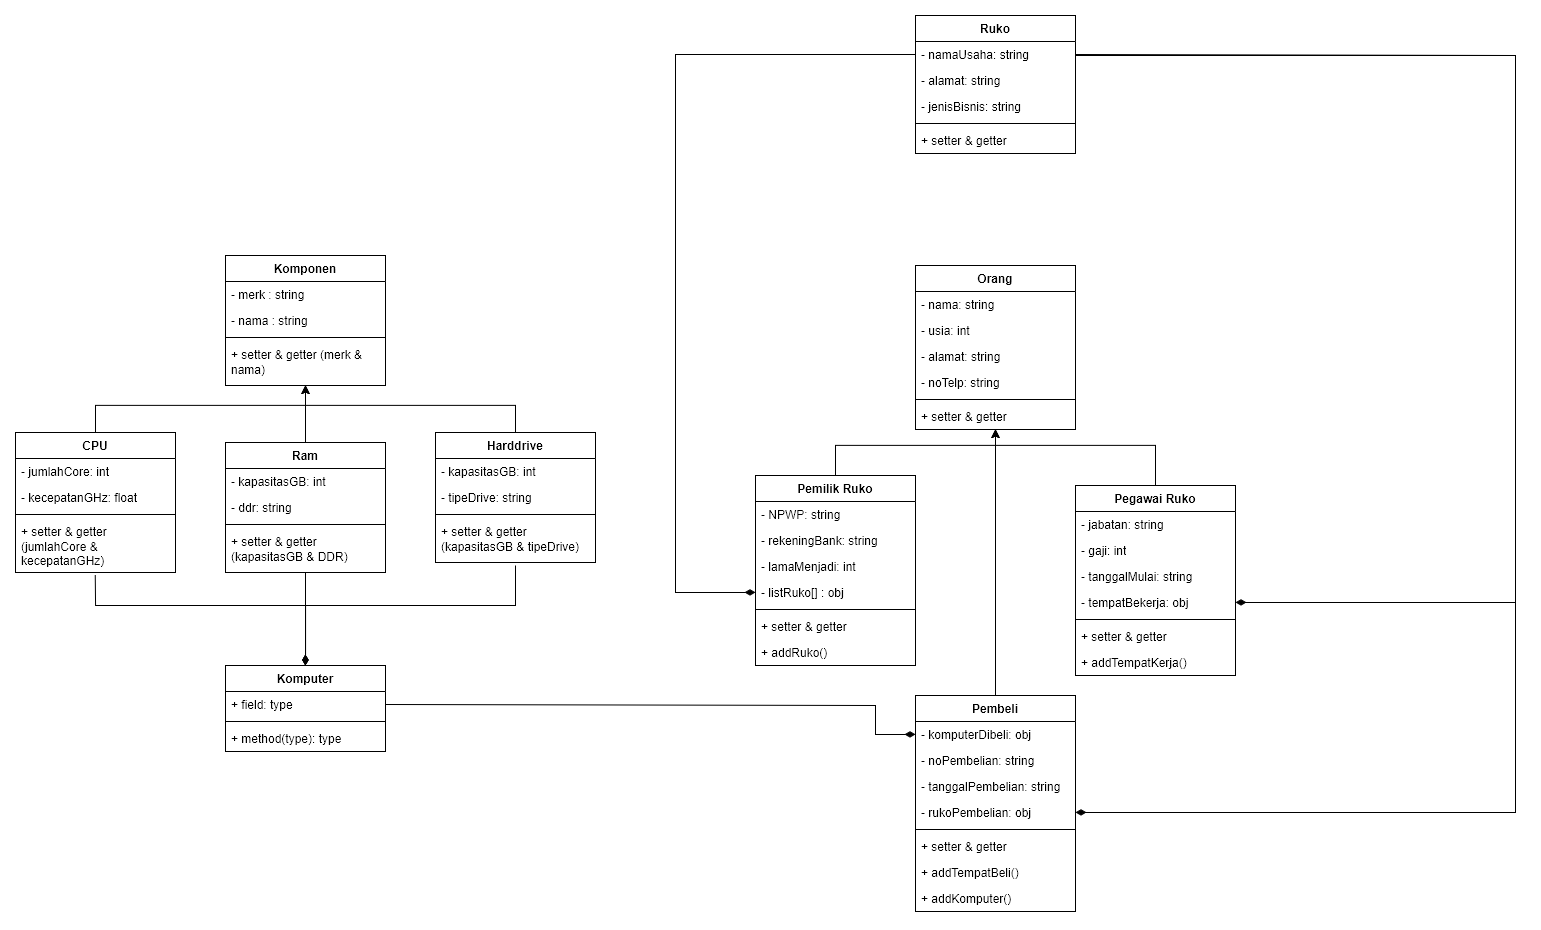 Ruko
- namaUsaha: string
- alamat: string
- jenisBisnis: string
+ setter & getter
Komponen
- merk : string
- nama : string
+ setter & getter (merk &
nama)
Orang
- nama: string
- usia: int
- alamat: string
- noTelp: string
+ setter & getter
CPU
- jumlahCore: int
- kecepatanGHz: float
+ setter & getter
(jumlahCore &
kecepatanGHz)
Ram
- kapasitasGB: int
- ddr: string
+ setter & getter
(kapasitasGB & DDR)
Harddrive
- kapasitasGB: int
- tipeDrive: string
+ setter & getter
(kapasitasGB & tipeDrive)
Pemilik Ruko
- NPWP: string
- rekeningBank: string
- lamaMenjadi: int
- listRuko[] : obj
+ setter & getter
+ addRuko()
Pegawai Ruko
- jabatan: string
- gaji: int
- tanggalMulai: string
- tempatBekerja: obj
+ setter & getter
+ addTempatKerja()
Komputer
+ field: type
+ method(type): type
Pembeli
- komputerDibeli: obj
- noPembelian: string
- tanggalPembelian: string
- rukoPembelian: obj
+ setter & getter
+ addTempatBeli()
+ addKomputer()